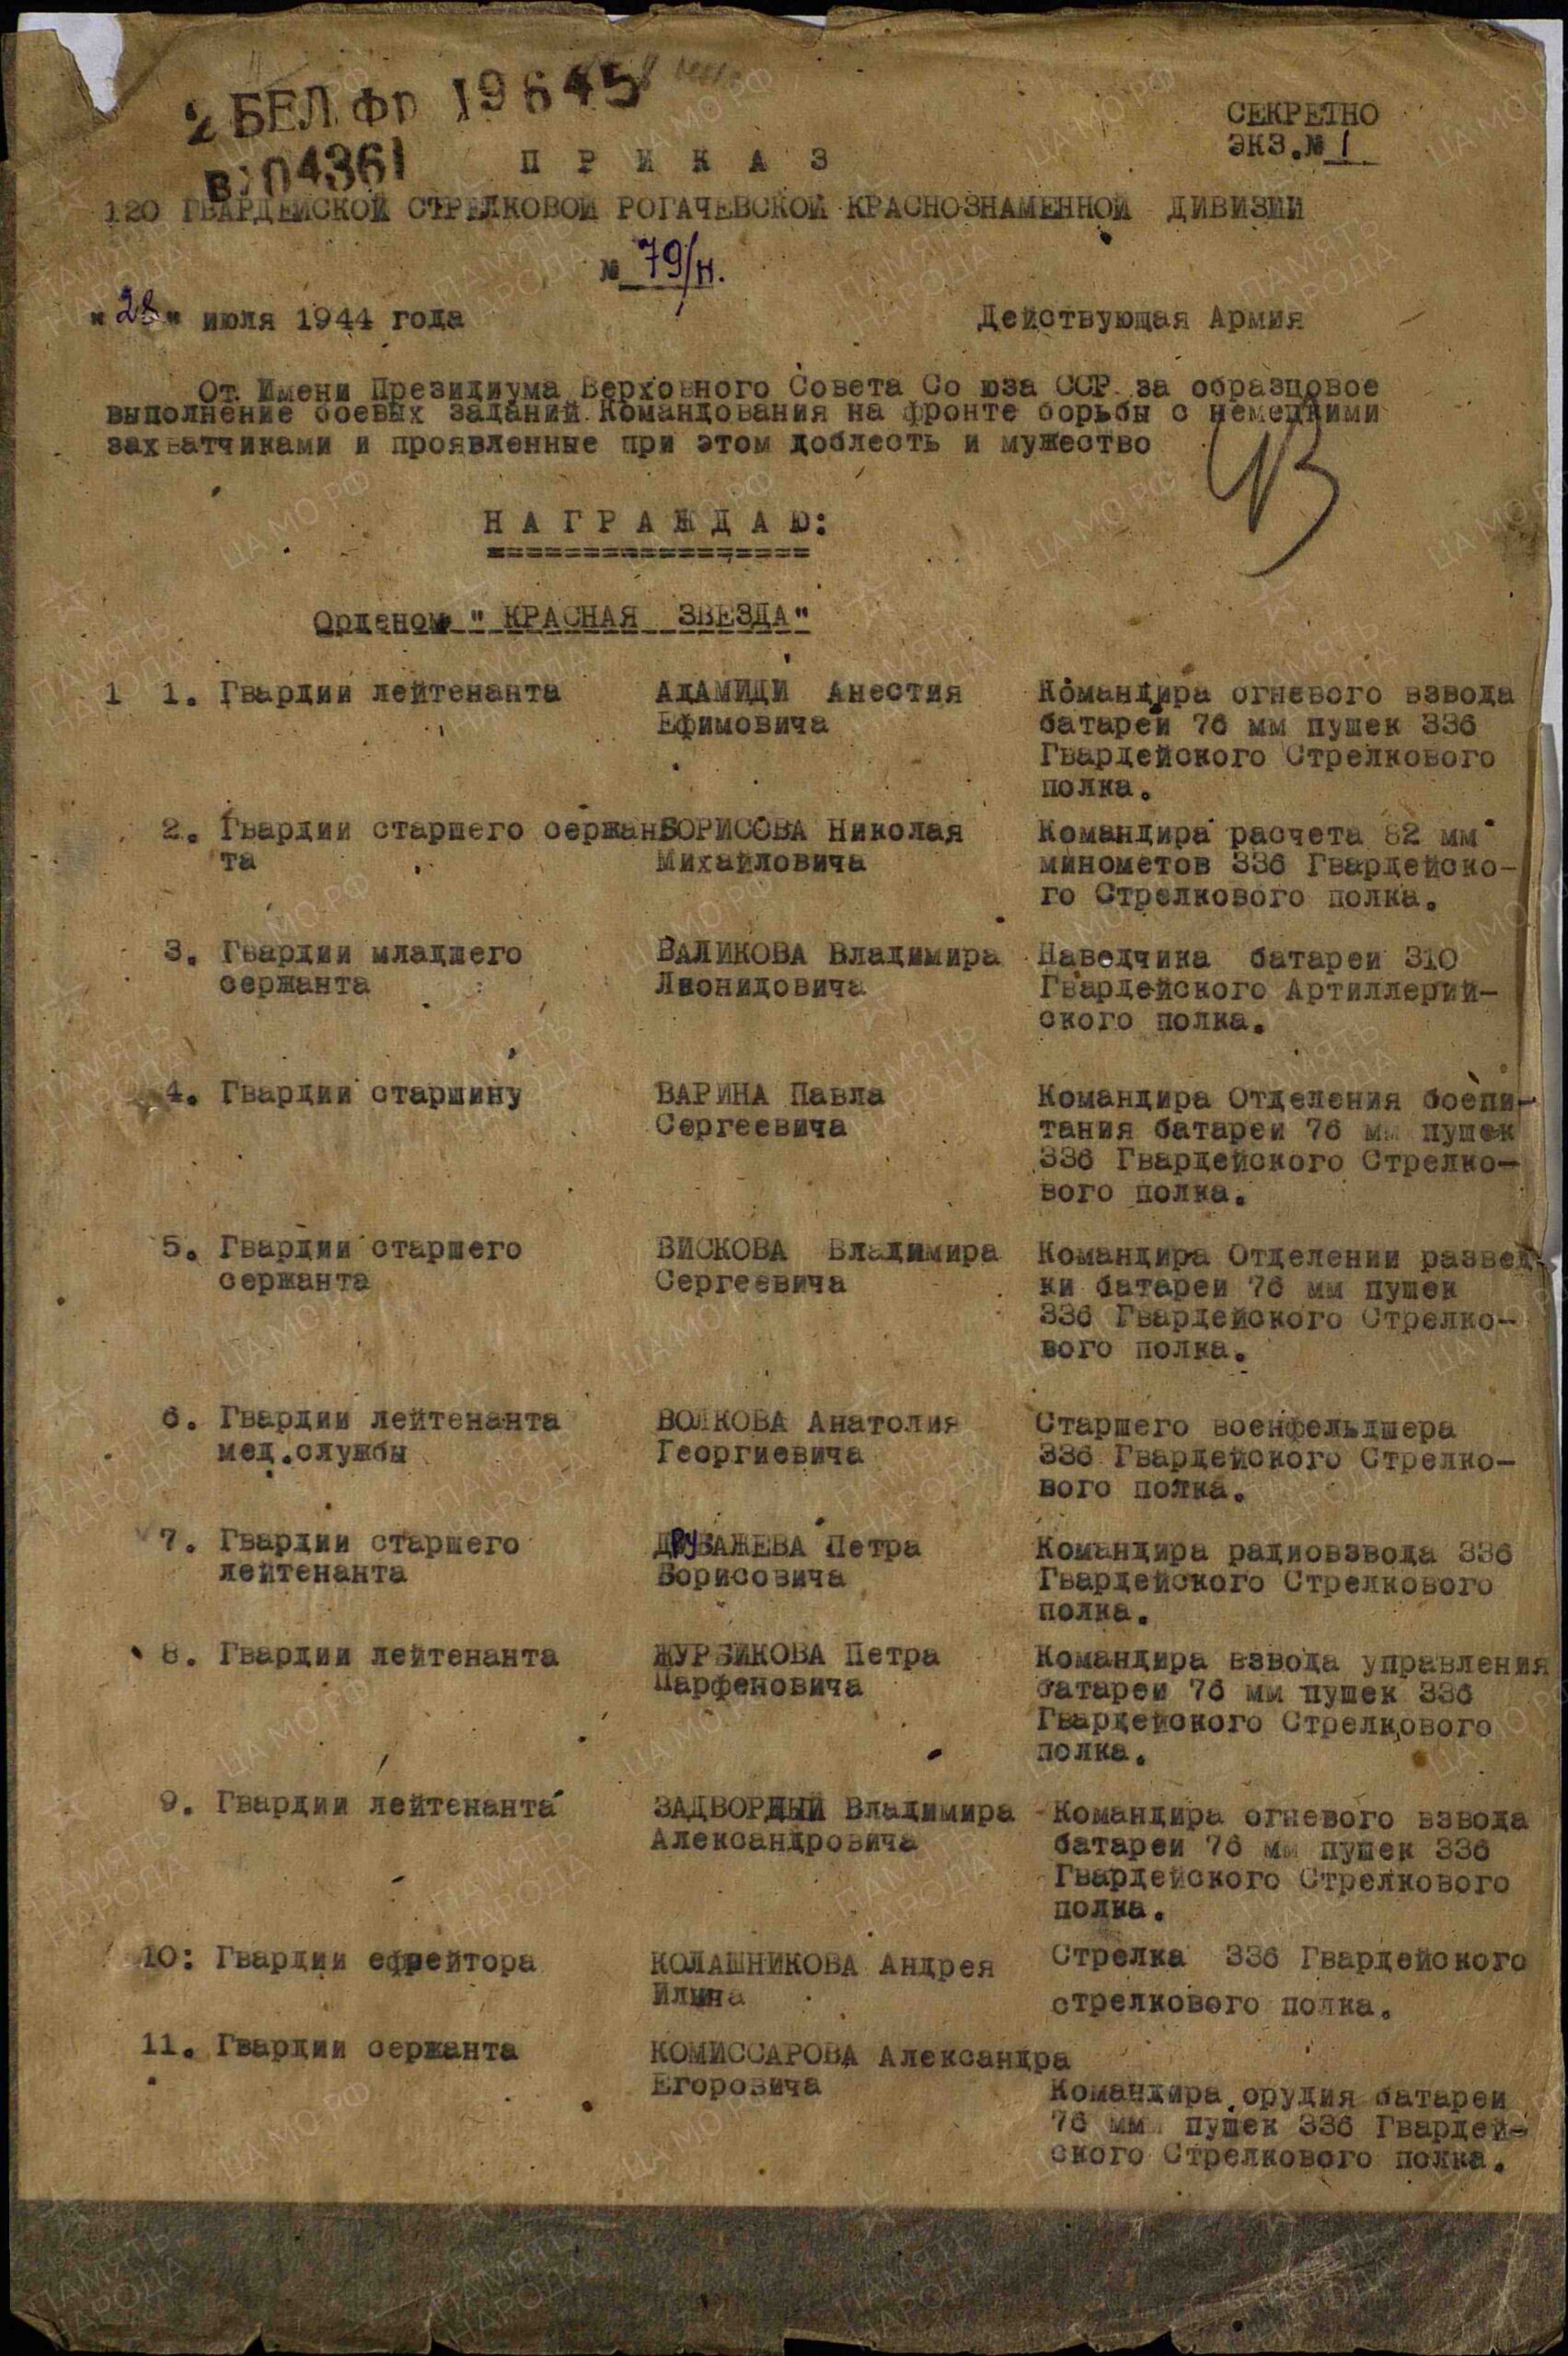 2 БЕЛ. Фр 19645
В) 04361
СЕКРЕТНО
ЭКЗ.№ 1
П Р И К А З
120 ГВАРДЕЙСКОЙ СТРЕЛКОВОЙ РОГАЧЕВСКОЙ КРАСНОЗНАМЕННОЙ ДИВИЗИИ
№ 79/н.
"28" июля 1944 года Действующая Армия
От Имени Президиума Верховного Совета Со юза ССР за образцовое
выполнение боевых заданий Командования на фронте борьбы с немецкими
захватчиками и проявленные при этом доблесть и мужество
Н А Г Р А Ж Д А Ю:
=================
Орденом " КРАСНАЯ ЗВЕЗДА"
1 1. Гвардии лейтенанта АДАМИДИ Анестия Командира огневого взвода
Ефимовича батарей 76 мм пушек 336
Гвардейского Стрелкового
полка.
2. Гвардии старшего сержан БОРИСОВА Николая Командира расчета 82 мм
та Михайловича минометов 336 Гвардейско-
го Стрелкового полка.
3. Гвардии младшего ВАЛИКОВА Владимира Наведчика батареи 310
сержанта Леонидовича Гвардейского Артиллерий-
ского полка.
4. Гвардии старшину ВАРИНА Павла Командира Отделения боепи-
Сергеевича тания батареи 76 мм пушек
336 Гвардейского Стрелко-
вого полка.
5. Гвардии старшего ВИСКОВА Владимира Командира Отделении развед-
сержанта Сергеевича ки батареи 76 мм пушек
336 Гвардейского Стрелко-
вого полка.
6. Гвардии лейтенанта ВОЛКОВА Анатолия Старшего военфельдшера
мед.службы Георгиевича 336 Гвардейского Стрелко-
вого полка.
7. Гвардии старшего Петра Командира радиовзвода 336
лейтенанта Борисовича Гвардейского Стрелкового
полка.
8. Гвардии лейтенанта ЖУРБИКОВА Петра Командира взвода управления
Парфеновича батареи 76 мм пушек 336
Гвардейского Стрелкового
полка.
9. Гвардии лейтенанта ЗАДВОРНЫЙ Владимира Командира огневого взвода
Александровича батареи 76 мм пушек 336
Гвардейского Стрелкового
полка.
10: Гвардии ефрейтора КОЛАШНИКОВА Андрея Стрелка 336 Гвардейского
Ильича стрелкового полка.
11. Гвардии сержанта КОМИССАРОВА Александра
Егоровича Командира орудия батареи
76 мм пушек 336 Гвардей-
ского Стрелкового полка.